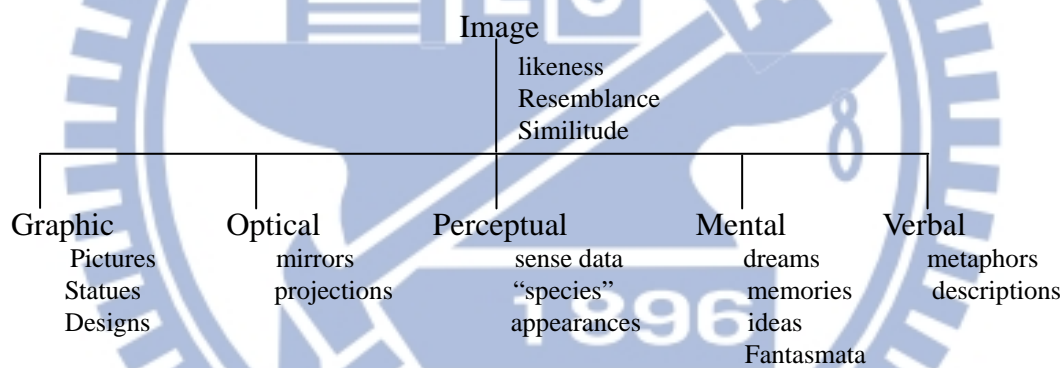 Image
likeness
Resemblance
Similitude
Graphic
Pictures
Statues
Designs
Optical
mirrors
projections
Perceptual
sense data
“species”
appearances
Mental
dreams
memories
ideas
Fantasmata
Verbal
metaphors
descriptions
1896